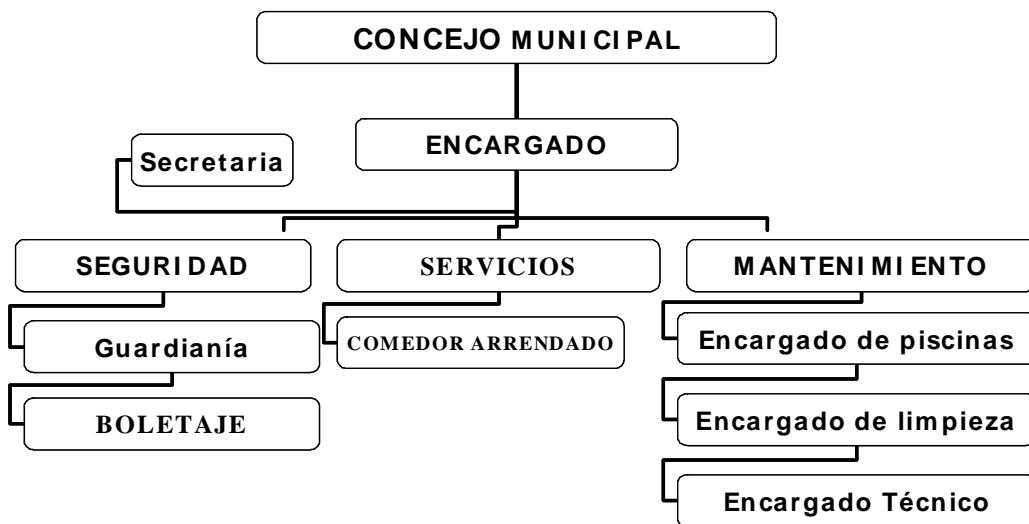 CONCEJO MUNICIPAL
ENCARGADO
Secretaria
SEGURIDAD
SERVICIOS
MANTENIMIENTO
Guardianía
COMEDOR ARRENDADO
Encargado de piscinas
BOLETAJE
Encargado de limpieza
Encargado Técnico